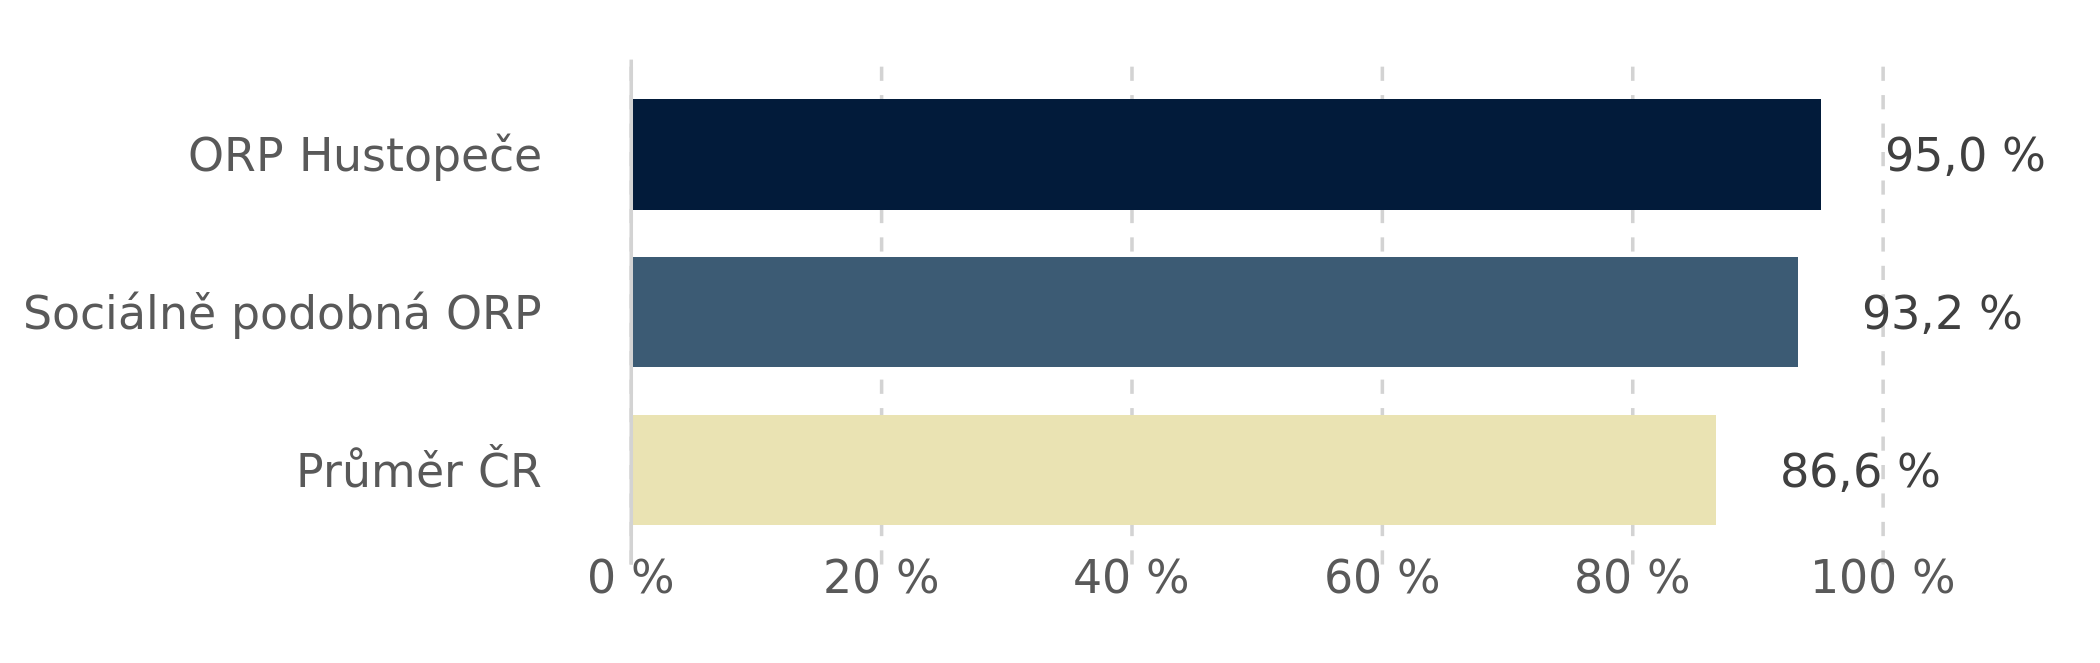 ORP Hustopeče 95,0 %
Sociálně podobná ORP 93,2 %
Průměr ČR 86,6 %
0 % 20 % 40 % 60 % 80 % 100 %